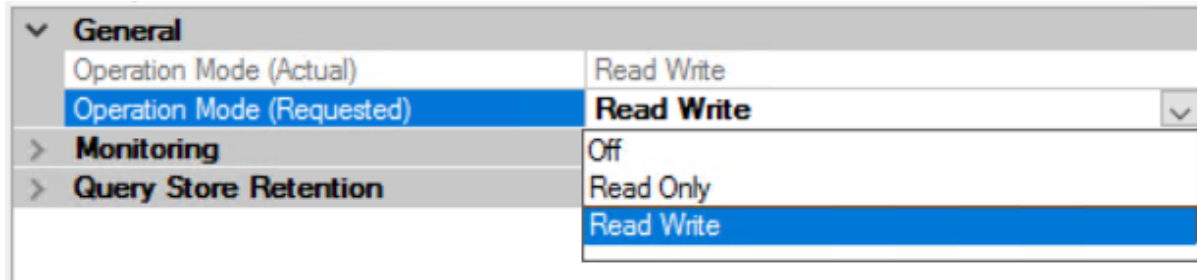 General
Operation Mode (Actual) Read Write
Operation Mode (Requested) Read Write
Monitoring
Off
Query Store Retention
Read Only
Read Write